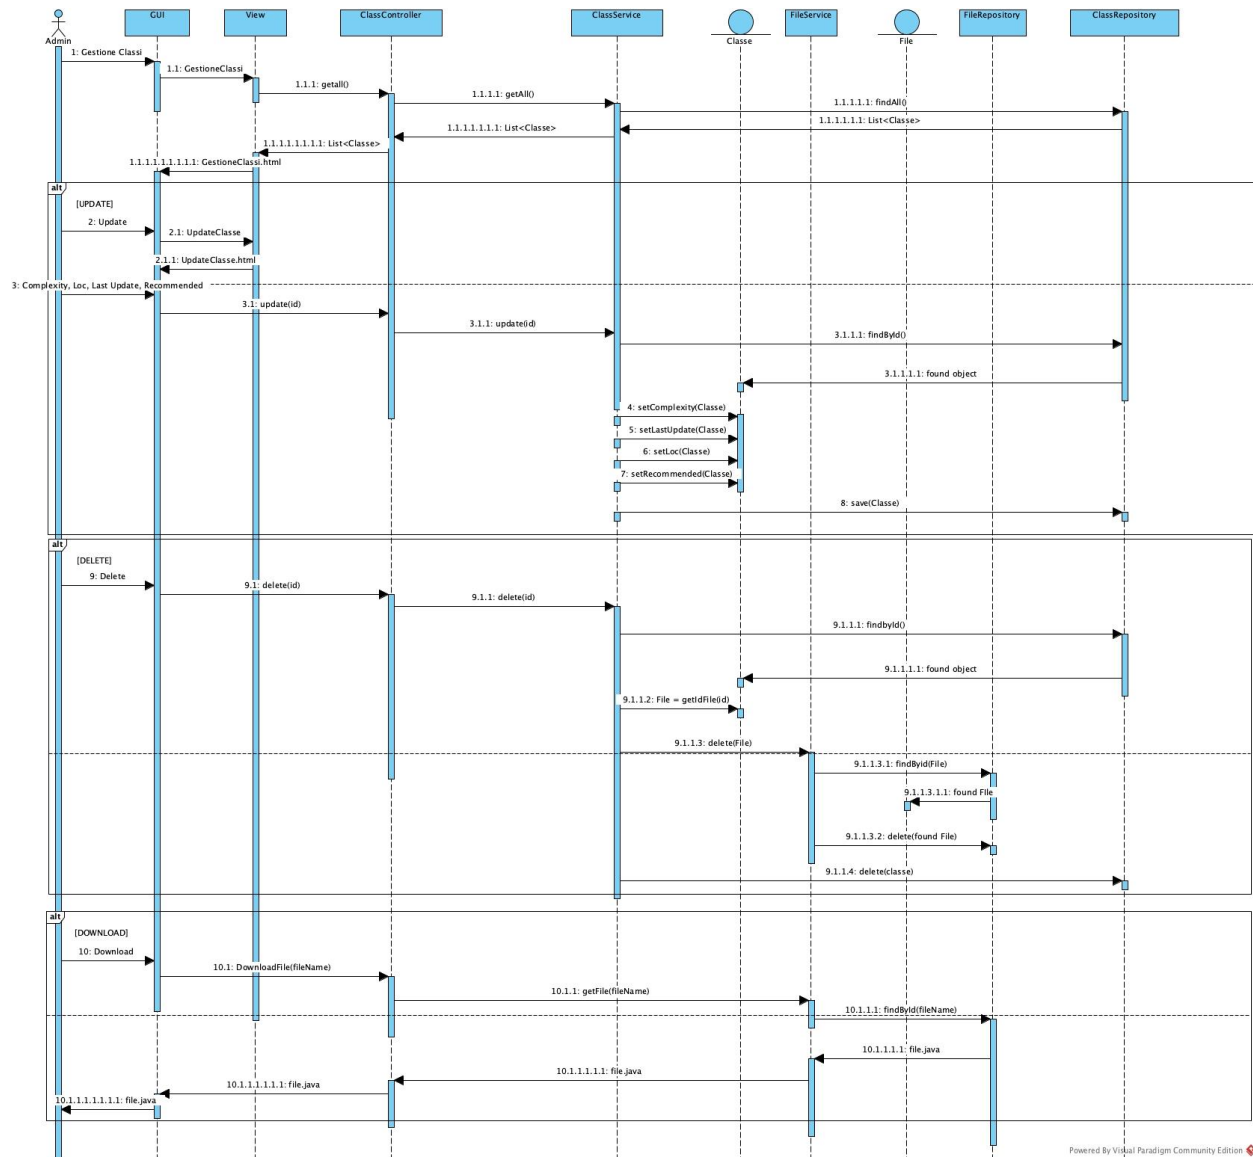 GUI
View
ClassController
ClassService
FileService
FileRepository
ClassRepository
Admin
Classe
File
1: Gestione Classi
1.1: GestioneClassi
1.1.1: getall()
1.1.1.1: getAll()
1.1.1.1.1: findAll()
1.1.1.1.1.1: List<Classe>
1.1.1.1.1.1.1: List<Classe>
1.1.1.1.1.1.1.1: List<Classe>
1.1.1.1.1.1.1.1.1: GestioneClassi.html
alt
[UPDATE]
2: Update
2.1: UpdateClasse
2.1.1: UpdateClasse.html
3: Complexity, Loc, Last Update, Recommended
3.1: update(id)
3.1.1: update(id)
3.1.1.1: findById()
3.1.1.1.1: found object
4: setComplexity(Classe)
5: setLastUpdate(Classe)
6: setLoc(Classe)
7: setRecommended(Classe)
8: save(Classe)
alt
[DELETE]
9: Delete
9.1: delete(id)
9.1.1: delete(id)
9.1.1.1: findbyId()
9.1.1.1.1: found object
9.1.1.2: File = getIdFile(id)
9.1.1.3: delete(File)
9.1.1.3.1: findByid(File)
9.1.1.3.1.1: found File
9.1.1.3.2: delete(found File)
9.1.1.4: delete(classe)
alt
[DOWNLOAD]
10: Download
10.1: DownloadFile(fileName)
10.1.1: getFile(fileName)
10.1.1.1: findById(fileName)
10.1.1.1.1: file.java
10.1.1.1.1.1: file.java
10.1.1.1.1.1.1: file.java
10.1.1.1.1.1.1.1: file.java
Powered By Visual Paradigm Community Edition